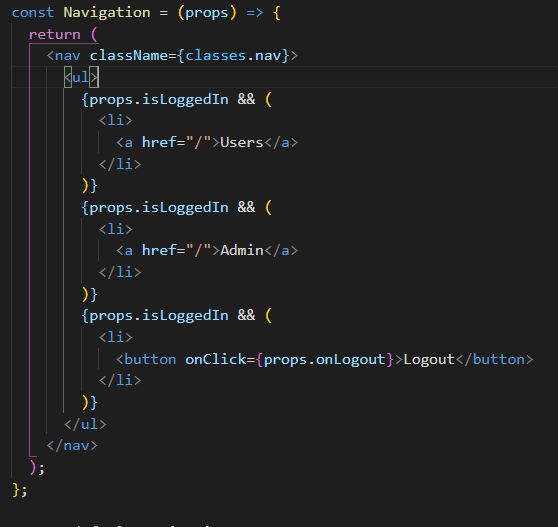 const Navigation = (props) => {
  return (
    <nav className={classes.nav}>
      <ul>
        {props.isLoggedIn && (
          <li>
            <a href="/">Users</a>
          </li>
        )}
        {props.isLoggedIn && (
          <li>
            <a href="/">Admin</a>
          </li>
        )}
        {props.isLoggedIn && (
          <li>
            <button onClick={props.onLogout}>Logout</button>
          </li>
        )}
      </ul>
    </nav>
  );
};